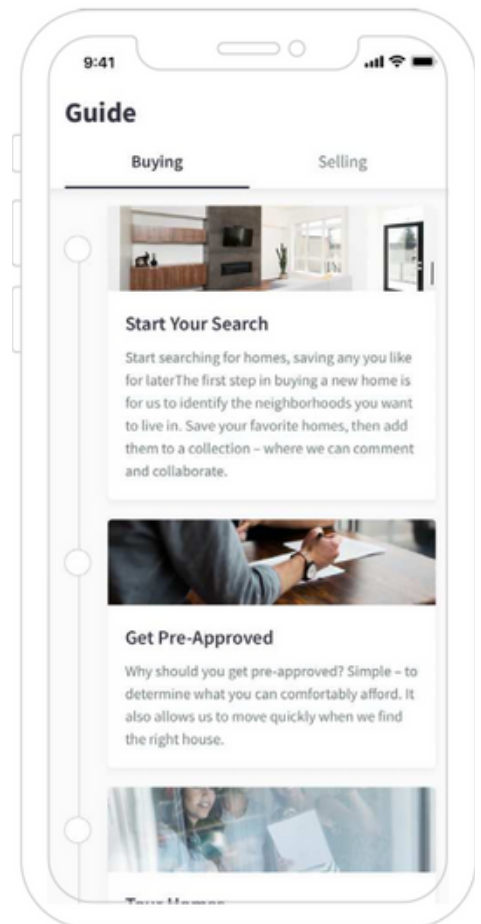 9:41
Guide
Buying
Selling
Start Your Search
Start searching for homes, saving any you like
for laterThe first step in buying a new home is
for us to identify the neighborhoods you want
to live in. Save your favorite homes, then add
them to a collection – where we can comment
and collaborate.
Get Pre-Approved
Why should you get pre-approved? Simple – to
determine what you can comfortably afford. It
also allows us to move quickly when we find
the right house.
Tour Homes